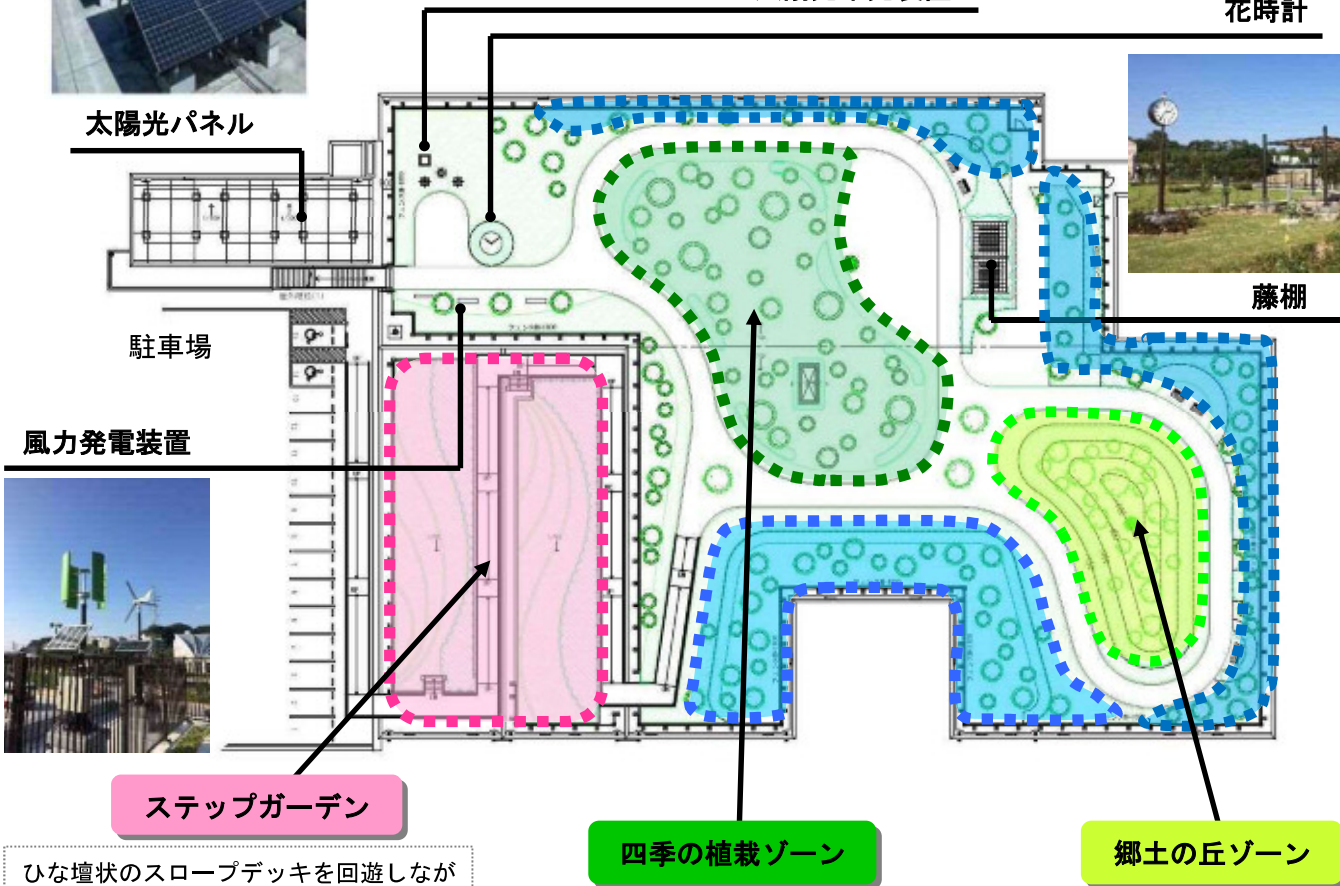 花時計
太陽光パネル
藤棚
駐車場
風力発電装置
ステップガーデン
四季の植栽ゾーン
郷土の丘ゾーン
ひな壇状のスロープデッキを回遊しなが